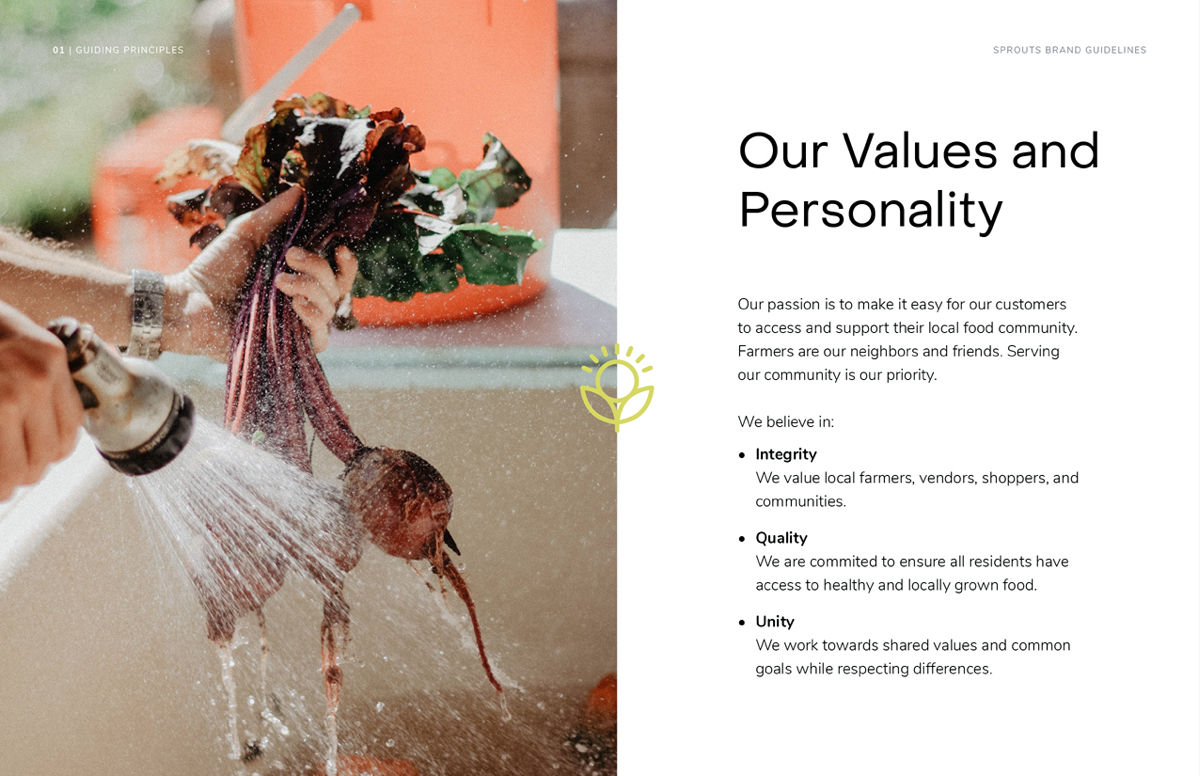 01 | GUIDING PRINCIPLES
SPROUTS BRAND GUIDELINES
Our Values and
Personality
Our passion is to make it easy for our customers
to access and support their local food community.
Farmers are our neighbors and friends. Serving
our community is our priority.
We believe in:
• Integrity
We value local farmers, vendors, shoppers, and
communities.
• Quality
We are commited to ensure all residents have
access to healthy and locally grown food.
• Unity
We work towards shared values and common
goals while respecting differences.